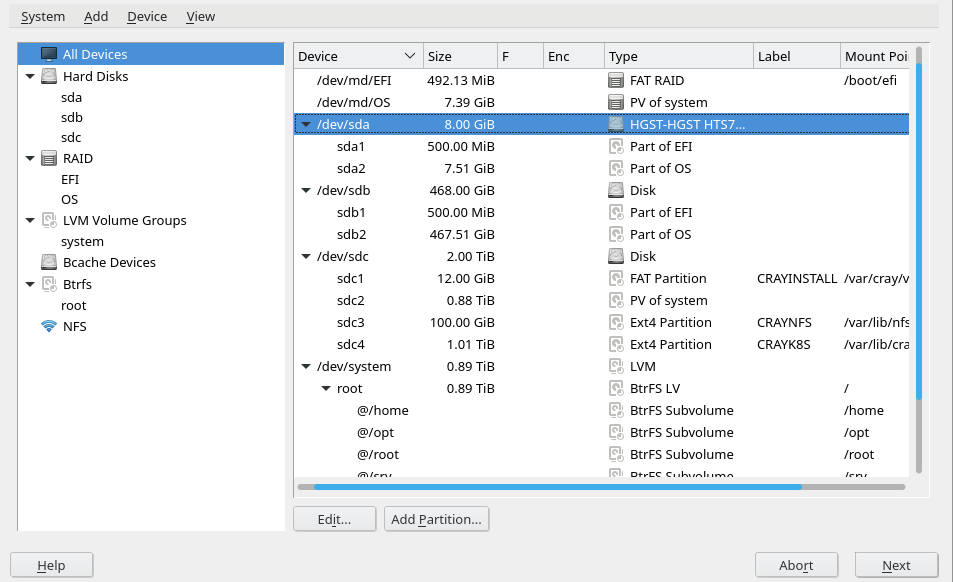 System Add Device View
All Devices
Hard Disks
sda
sdb
sdc
RAID
EFI
OS
LVM Volume Groups
system
Bcache Devices
Btrfs
root
NFS
Device Size F Enc Type Label Mount Poi
/dev/md/EFI 492.13 MiB FAT RAID /boot/efi
/dev/md/OS 7.39 GiB PV of system
/dev/sda 8.00 GiB HGST-HGST HTS7...
sda1 500.00 MiB Part of EFI
sda2 7.51 GiB Part of OS
/dev/sdb 468.00 GiB Disk
sdb1 500.00 MiB Part of EFI
sdb2 467.51 GiB Part of OS
/dev/sdc 2.00 TiB Disk
sdc1 12.00 GiB FAT Partition CRAYINSTALL /var/cray/v
sdc2 0.88 TiB PV of system
sdc3 100.00 GiB Ext4 Partition CRAYNFS /var/lib/nfs
sdc4 1.01 TiB Ext4 Partition CRAYK8S /var/lib/cra
/dev/system 0.89 TiB LVM
root 0.89 TiB BtrFS LV /
@/home BtrFS Subvolume /home
@/opt BtrFS Subvolume /opt
@/root BtrFS Subvolume /root
@/srv BtrFS Subvolume /srv
Edit... Add Partition...
Help Abort Next